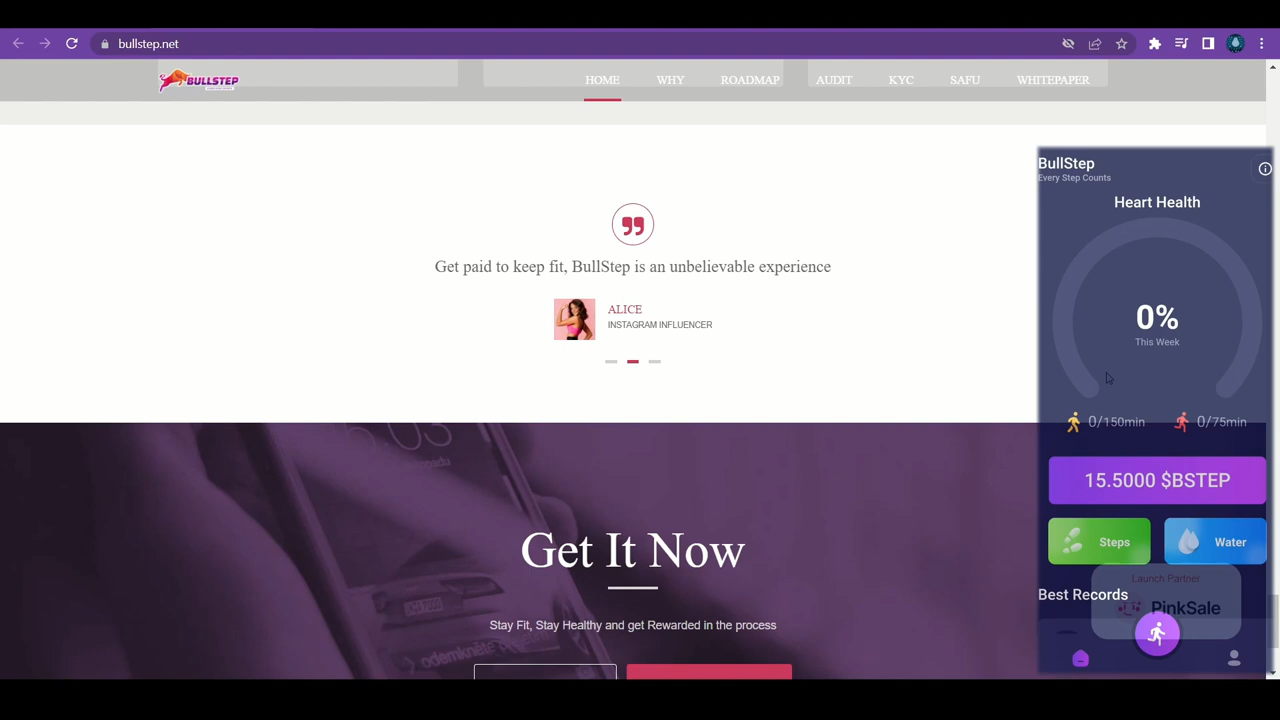 bullstep.net
BULLSTEP
HOME
WHY
ROADMAP
AUDIT
KYC
SAFU
WHITEPAPER
Get paid to keep fit, BullStep is an unbelievable experience
ALICE
INSTAGRAM INFLUENCER
Get It Now
Stay Fit, Stay Healthy and get Rewarded in the process
BullStep
Every Step Counts
Heart Health
0%
This Week
0/150min
0/75min
15.5000 $BSTEP
Steps
Water
Launch Partner
Best Records
PinkSale